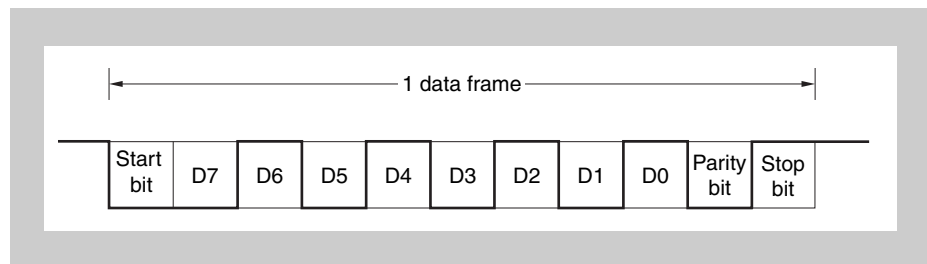 1 data frame
Start bit D7 D6 D5 D4 D3 D2 D1 D0 Parity bit Stop bit